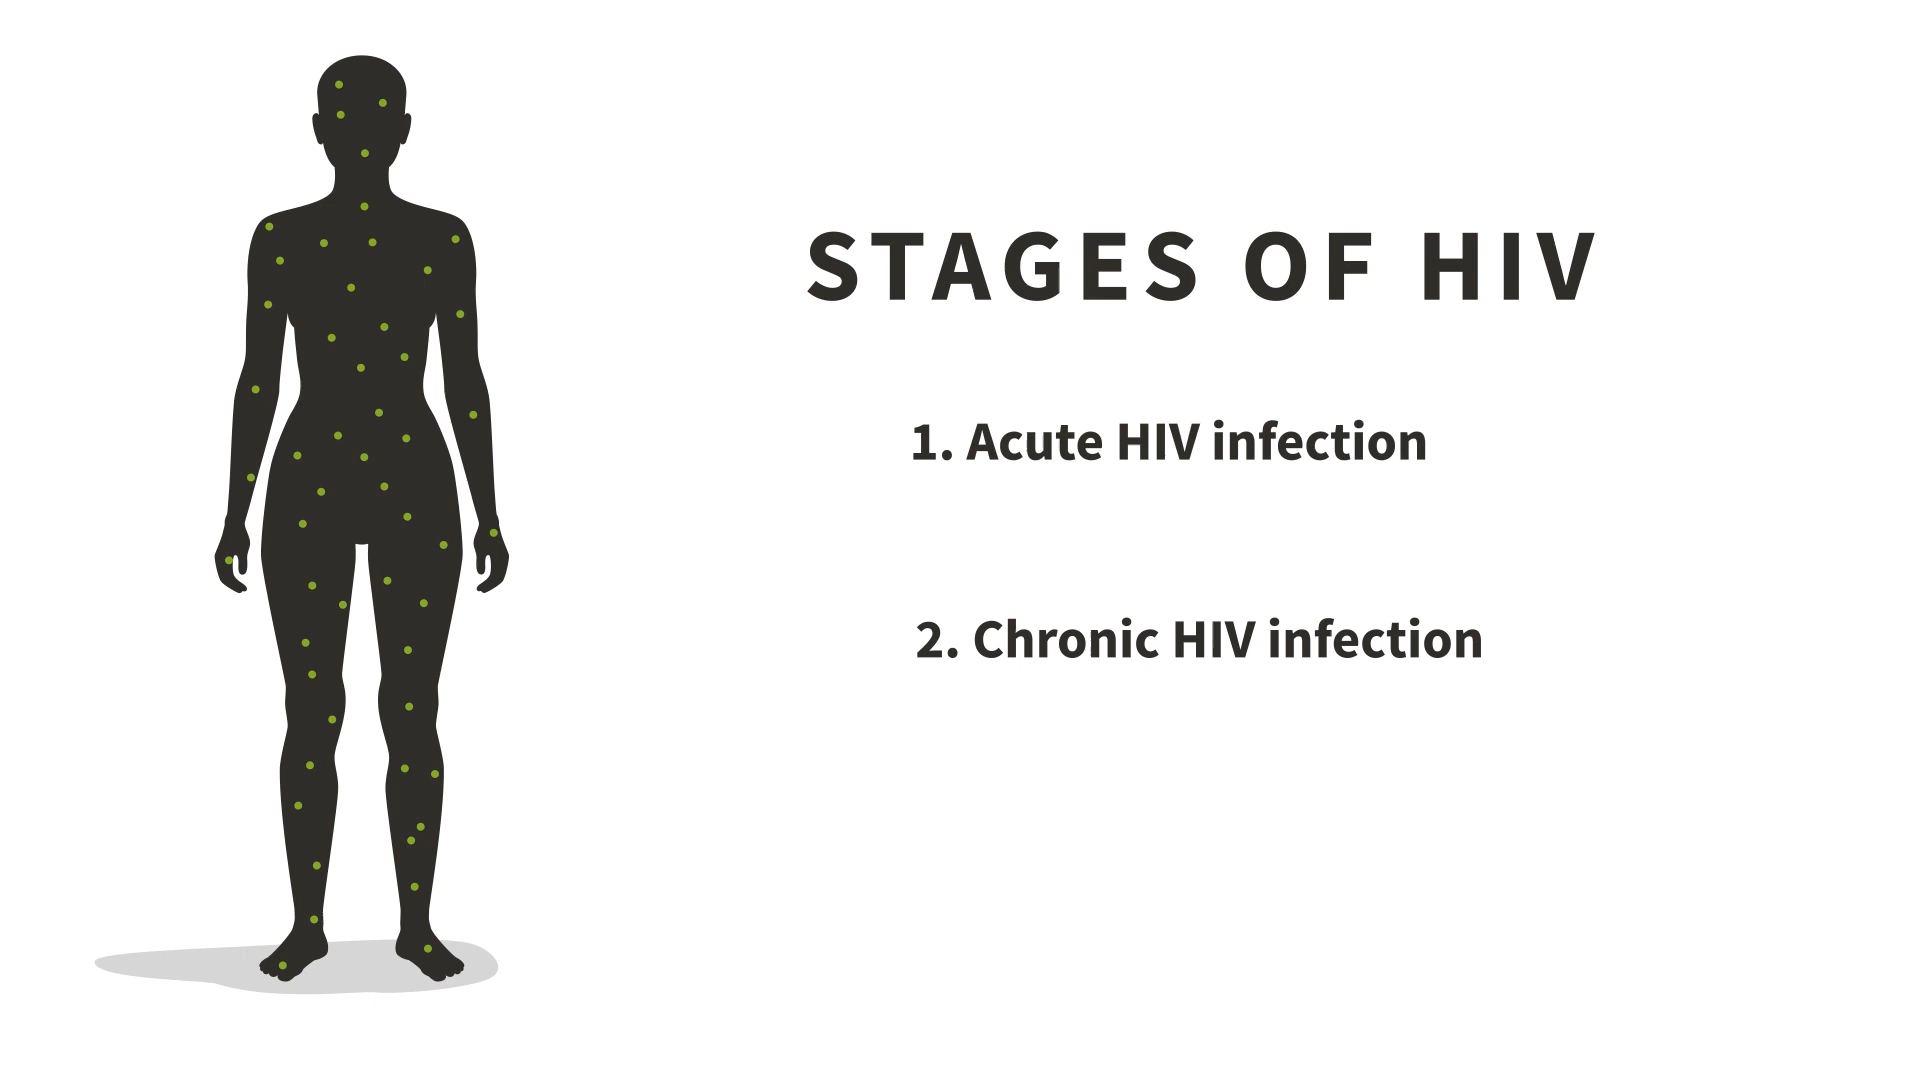 STAGES OF HIV
1. Acute HIV infection
2. Chronic HIV infection